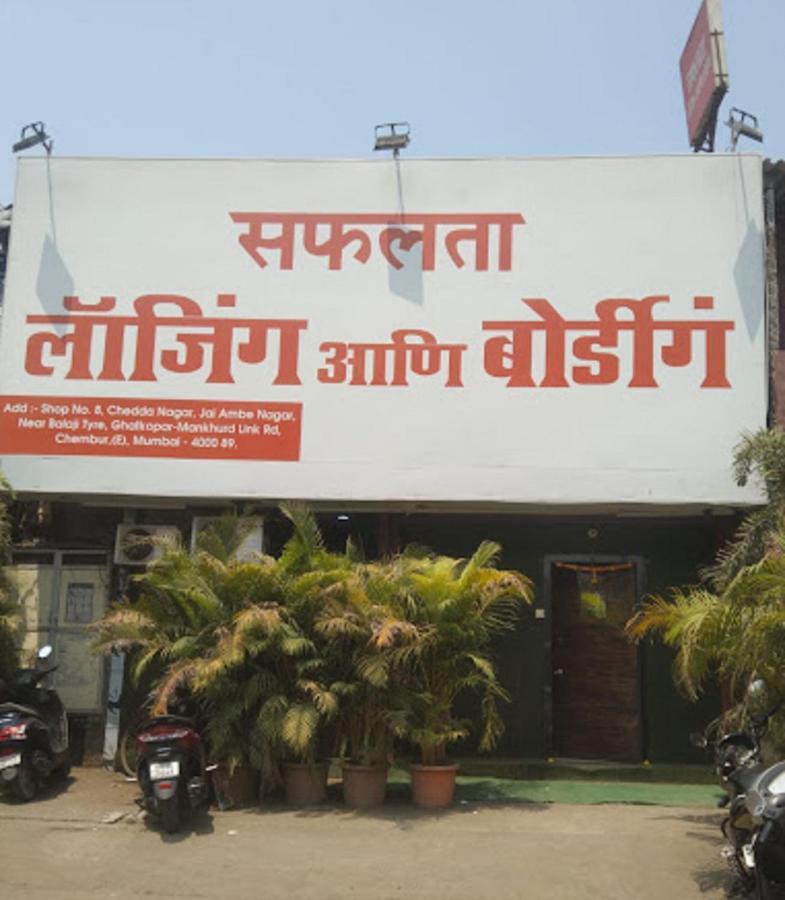 सफलता
लॉजिंग आणि बोर्डींगं
Add :- Shop No. 8, Chedda Nagar, Jai Ambe Nagar,
Near Balaji Tyre, Ghatkopar-Mankhurd Link Rd,
Chembur,(E), Mumbai - 4000 89.